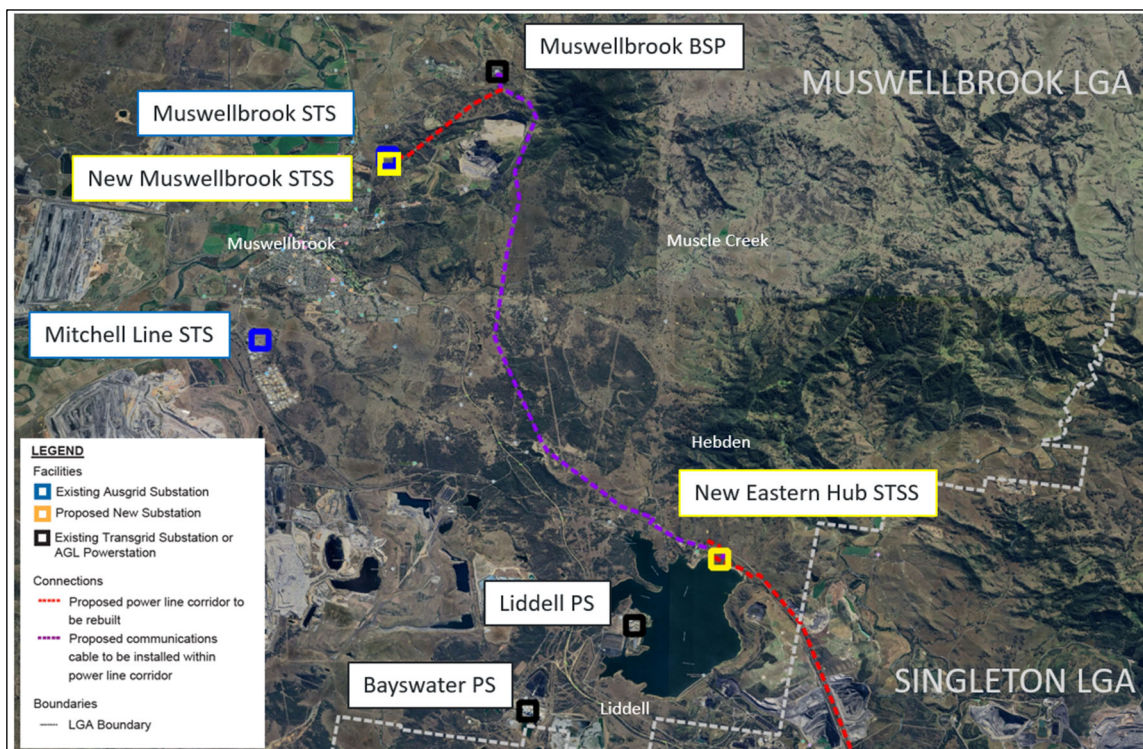 Muswellbrook BSP
MUSWELLBROOK LGA
Muswellbrook STS
New Muswellbrook STSS
Muswellbrook
Muscle Creek
Mitchell Line STS
Hebden
New Eastern Hub STSS
Liddell PS
Bayswater PS
Liddell
SINGLETON LGA
LEGEND
Facilities
Existing Ausgrid Substation
Proposed New Substation
Existing Transgrid Substation or
AGL Powerstation
Connections
Proposed power line corridor to
be rebuilt
Proposed communications
cable to be installed within
power line corridor
Boundaries
LGA Boundary